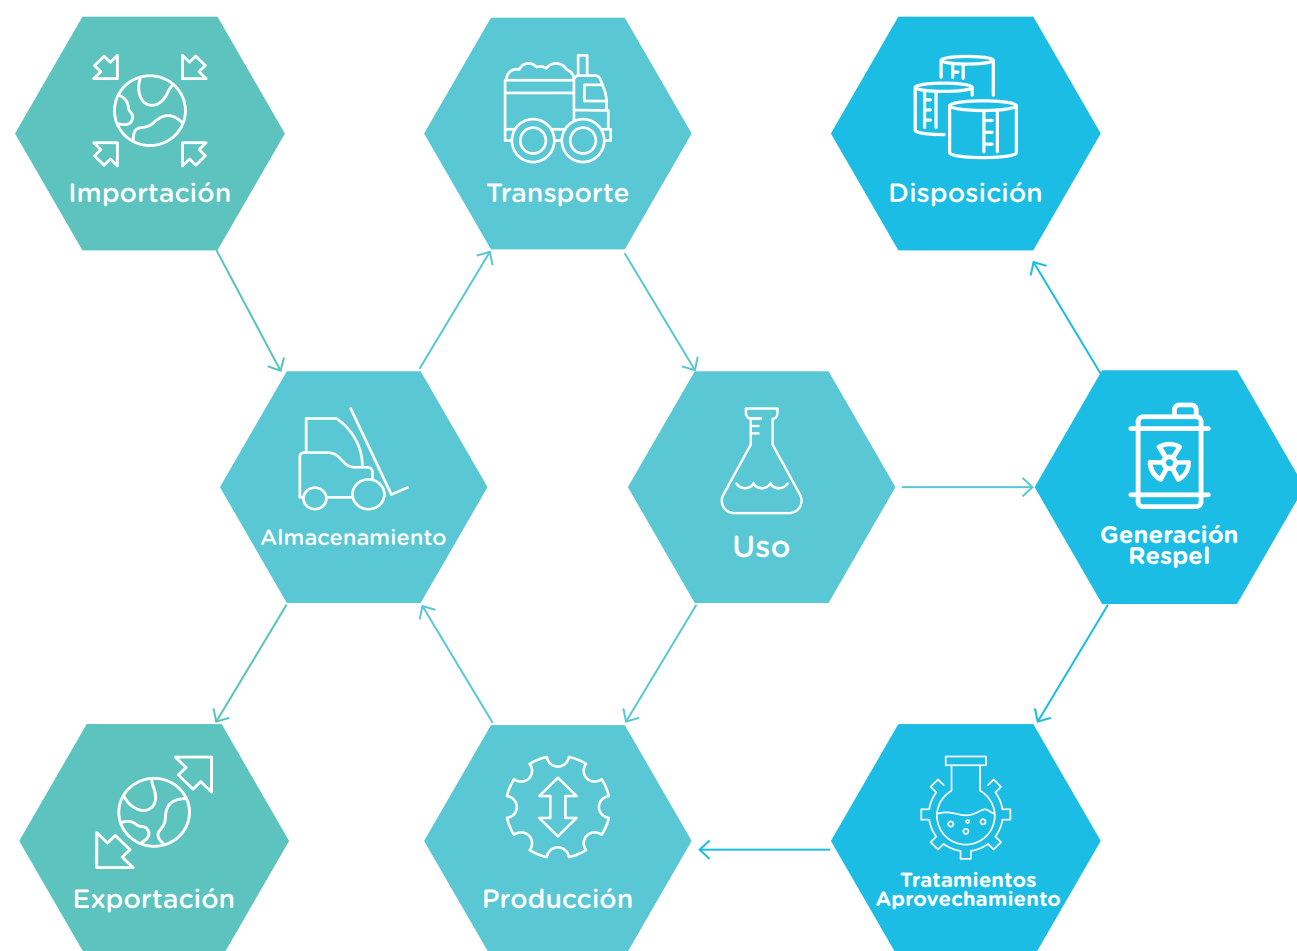 Importación
Transporte
Disposición
Almacenamiento
Uso
Generación
Respel
Exportación
Producción
Tratamientos
Aprovechamiento